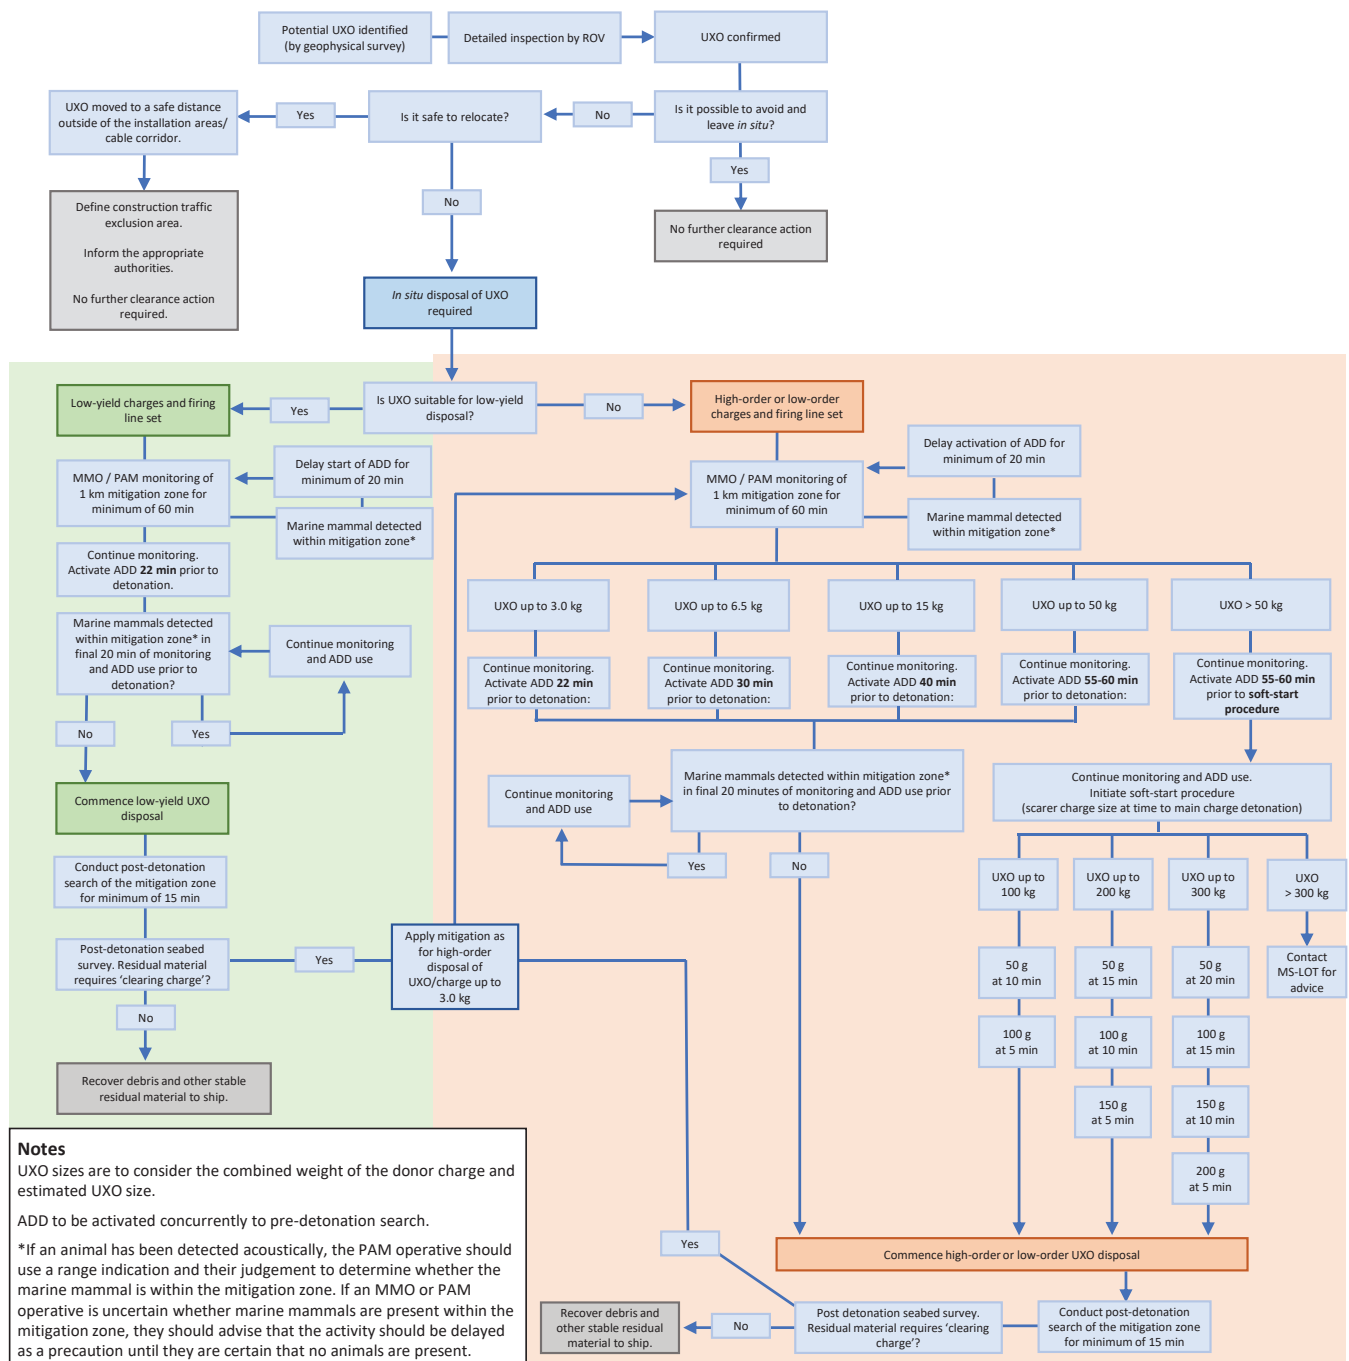 Potential UXO identified
(by geophysical survey)
Detailed inspection by ROV
UXO confirmed
UXO moved to a safe distance
outside of the installation areas/
cable corridor.
Yes
Is it safe to relocate?
No
Is it possible to avoid and
leave in situ?
Yes
No
Define construction traffic
exclusion area.
Inform the appropriate
authorities.
No further clearance action
required.
No further clearance action
required
In situ disposal of UXO
required
Low-yield charges and firing
line set
Yes
Is UXO suitable for low-yield
disposal?
No
High-order or low-order
charges and firing line set
MMO / PAM monitoring of
1 km mitigation zone for
minimum of 60 min
Delay start of ADD for
minimum of 20 min
Marine mammal detected
within mitigation zone*
Continue monitoring.
Activate ADD 22 min prior to
detonation.
Marine mammals detected
within mitigation zone* in
final 20 min of monitoring
and ADD use prior to
detonation?
Continue monitoring
and ADD use
No
Yes
Commence low-yield UXO
disposal
Conduct post-detonation
search of the mitigation zone
for minimum of 15 min
Post-detonation seabed
survey. Residual material
requires ‘clearing charge’?
Yes
Apply mitigation as
for high-order
disposal of
UXO/charge up to
3.0 kg
No
Recover debris and other stable
residual material to ship.
MMO / PAM monitoring of
1 km mitigation zone for
minimum of 60 min
Delay activation of ADD for
minimum of 20 min
Marine mammal detected
within mitigation zone*
UXO up to 3.0 kg
UXO up to 6.5 kg
UXO up to 15 kg
UXO up to 50 kg
UXO > 50 kg
Continue monitoring.
Activate ADD 22 min
prior to detonation:
Continue monitoring.
Activate ADD 30 min
prior to detonation:
Continue monitoring.
Activate ADD 40 min
prior to detonation:
Continue monitoring.
Activate ADD 55-60 min
prior to detonation:
Continue monitoring.
Activate ADD 55-60 min
prior to soft-start
procedure
Continue monitoring
and ADD use
Marine mammals detected within mitigation zone*
in final 20 minutes of monitoring and ADD use prior
to detonation?
Yes
No
Continue monitoring and ADD use.
Initiate soft-start procedure
(scarer charge size at time to main charge detonation)
UXO up to
100 kg
UXO up to
200 kg
UXO up to
300 kg
UXO
> 300 kg
50 g
at 10 min
50 g
at 15 min
50 g
at 20 min
Contact
MS-LOT for
advice
100 g
at 5 min
100 g
at 10 min
100 g
at 15 min
150 g
at 5 min
150 g
at 10 min
200 g
at 5 min
Commence high-order or low-order UXO disposal
Yes
Recover debris and
other stable residual
material to ship.
No
Post detonation seabed survey.
Residual material requires ‘clearing
charge’?
Conduct post-detonation
search of the mitigation zone
for minimum of 15 min
Notes
UXO sizes are to consider the combined weight of the donor charge and
estimated UXO size.
ADD to be activated concurrently to pre-detonation search.
*If an animal has been detected acoustically, the PAM operative should
use a range indication and their judgement to determine whether the
marine mammal is within the mitigation zone. If an MMO or PAM
operative is uncertain whether marine mammals are present within the
mitigation zone, they should advise that the activity should be delayed
as a precaution until they are certain that no animals are present.